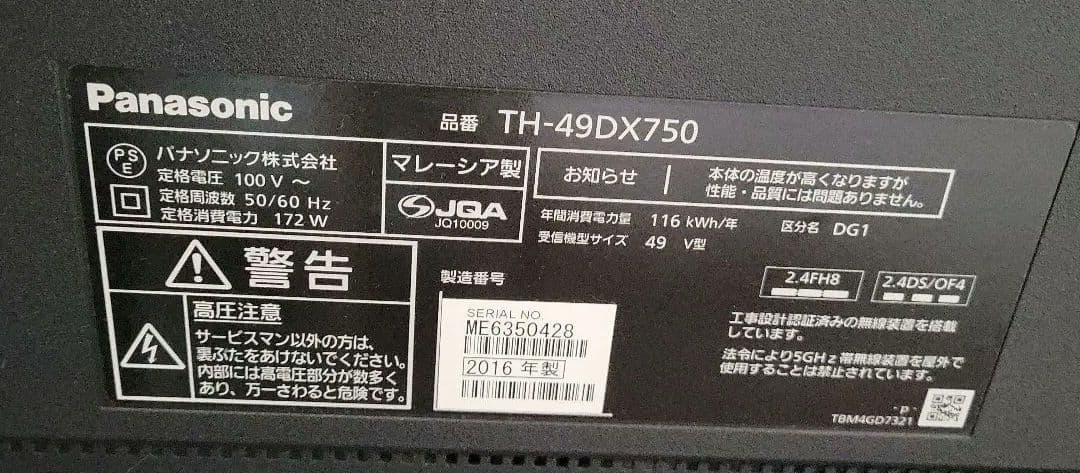 Panasonic
品番 TH-49DX750
PS
E
パナソニック株式会社
定格電圧 100 V ～
定格周波数 50/60 Hz
定格消費電力 172 W
マレーシア製
JQA
JQ10009
お知らせ
本体の温度が高くなりますが
性能・品質には問題ありません。
年間消費電力量 116 kWh/年 区分名 DG1
受信機型サイズ 49 V型
警告
高圧注意
サービスマン以外の方は、
裏ぶたをあけないでください。
内部には高電圧部分が数多く
あり、万一さわると危険です。
製造番号
SERIAL NO.
ME6350428
2016 年製
2.4FH8
2.4DS/OF4
工事設計認証済みの無線装置を搭載
しています。
法令により5GHz帯無線装置を屋外で
使用することは禁止されています。
・p・
TBM4GD7321